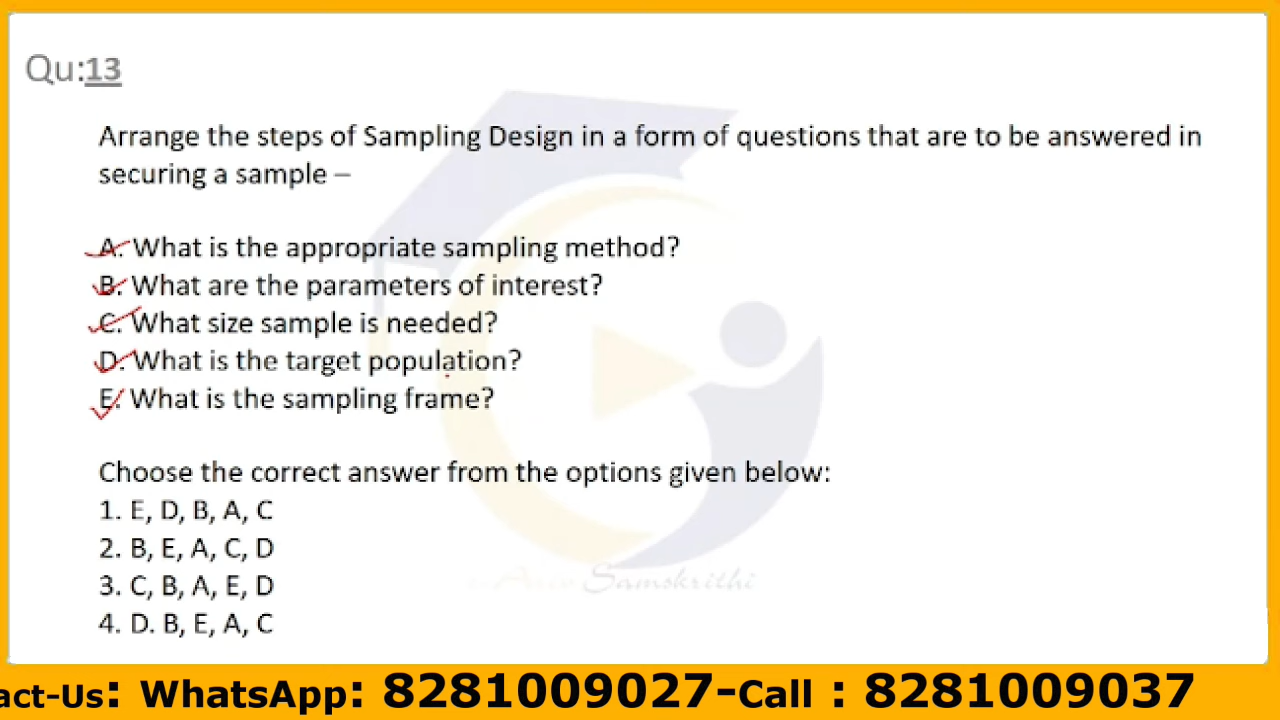 Qu:13
Arrange the steps of Sampling Design in a form of questions that are to be answered in
securing a sample –
A. What is the appropriate sampling method?
B. What are the parameters of interest?
C. What size sample is needed?
D. What is the target population?
E. What is the sampling frame?
Choose the correct answer from the options given below:
1. E, D, B, A, C
2. B, E, A, C, D
3. C, B, A, E, D
4. D. B, E, A, C
Samskrithi
act-Us: WhatsApp: 8281009027-Call : 8281009037